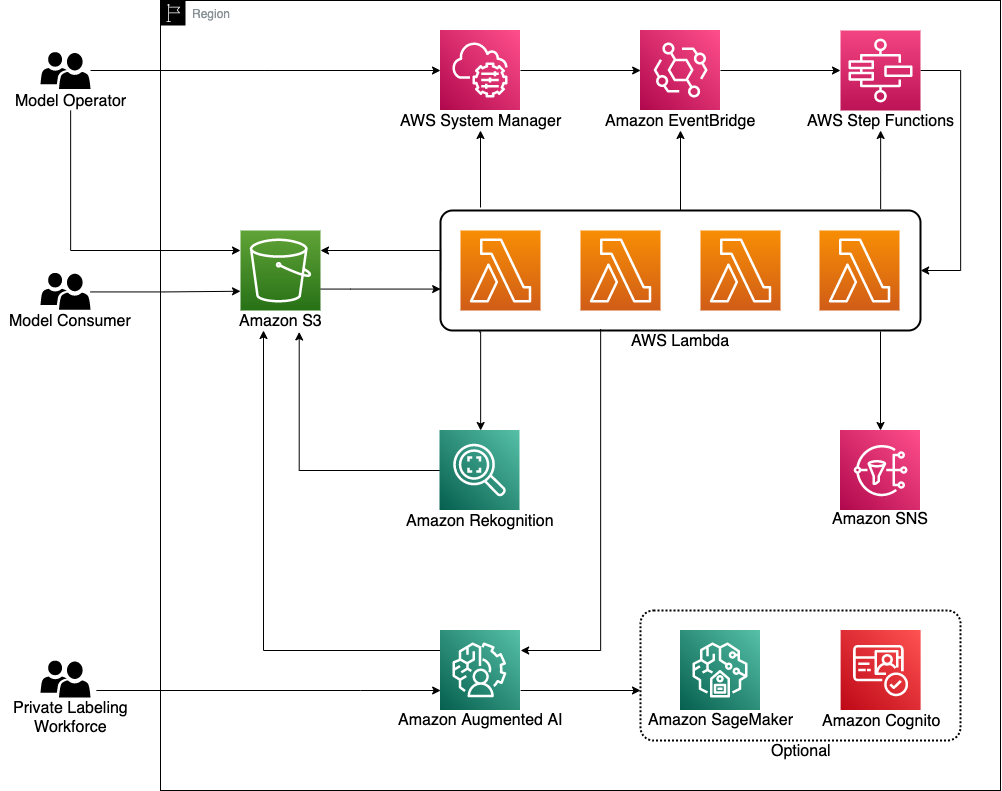 Region
Model Operator
AWS System Manager
Amazon EventBridge
AWS Step Functions
Model Consumer
Amazon S3
AWS Lambda
Amazon Rekognition
Amazon SNS
Private Labeling
Workforce
Amazon Augmented AI
Amazon SageMaker
Amazon Cognito
Optional